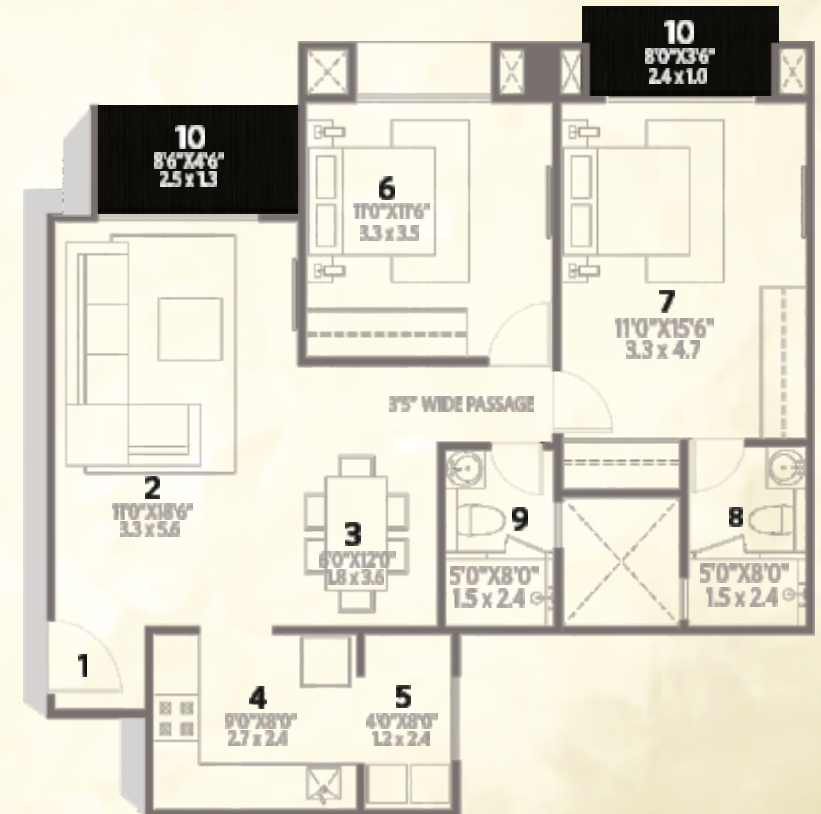 10
8'0"X3'6"
2.4 x 1.0
10
8'6"X4'6"
2.5 x 1.3
6
11'0"X11'6"
3.3 x 3.5
7
11'0"X15'6"
3.3 x 4.7
3'5" WIDE PASSAGE
2
11'0"X18'6"
3.3 x 5.6
3
6'0"X12'0"
1.8 x 3.6
9
5'0"X8'0"
1.5 x 2.4
8
5'0"X8'0"
1.5 x 2.4
1
4
9'0"X8'0"
2.7 x 2.4
5
4'0"X8'0"
1.2 x 2.4